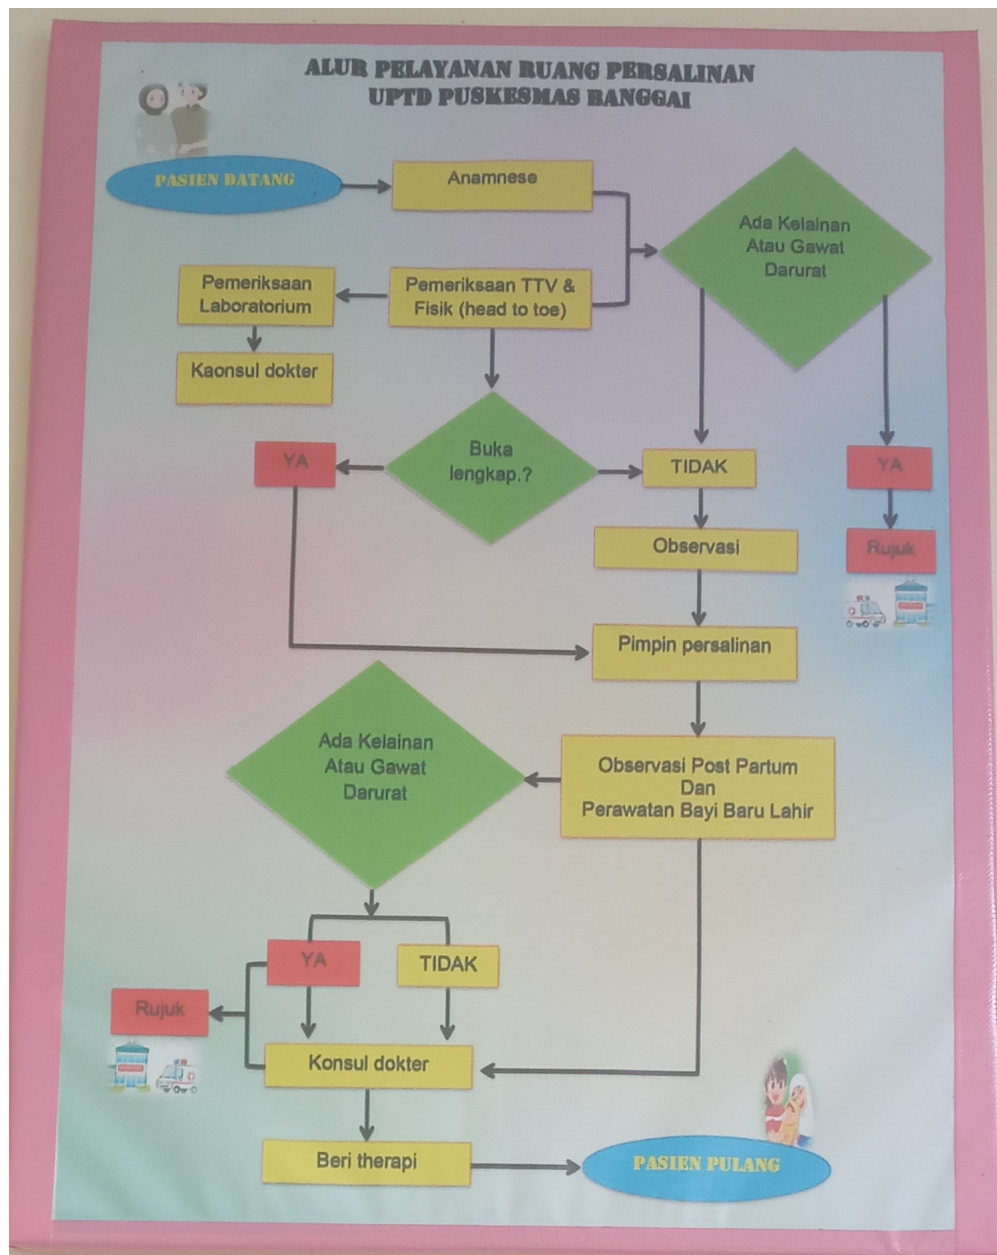 ALUR PELAYANAN RUANG PERSALINAN
UPTD PUSKESMAS BANGGAI
PASIEN DATANG
Anamnese
Ada Kelainan
Atau Gawat
Darurat
Pemeriksaan
Laboratorium
Pemeriksaan TTV &
Fisik (head to toe)
Kaonsul dokter
YA
Buka
lengkap.?
TIDAK
YA
Observasi
Rujuk
Pimpin persalinan
Ada Kelainan
Atau Gawat
Darurat
Observasi Post Partum
Dan
Perawatan Bayi Baru Lahir
YA
TIDAK
Rujuk
Konsul dokter
Beri therapi
PASIEN PULANG